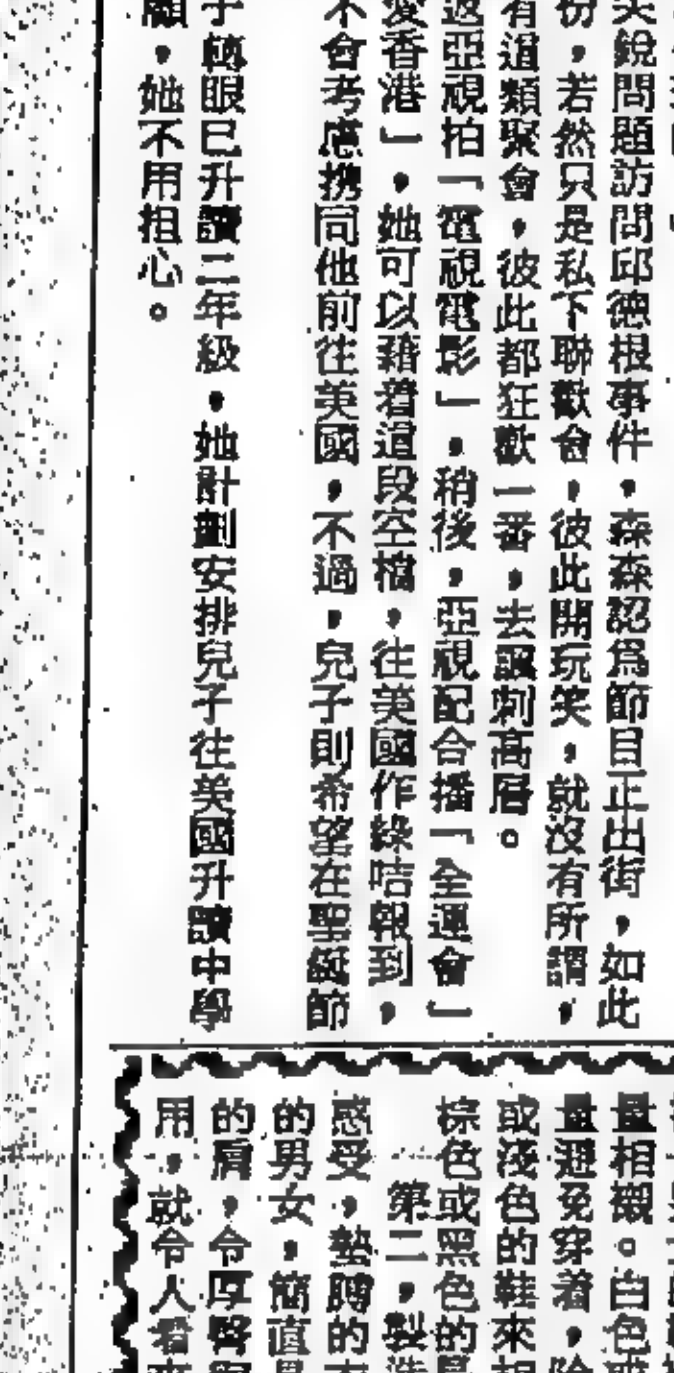 尖銳問題訪問邱德根事件，森森認爲節目正出街，如此
份，若然只是私下聯歡會，彼此開玩笑，就沒有所謂，
有這類聚會，彼此都狂歡一番，去諷刺高層。
返亞視拍「電視電影」，稍後，亞視配合播「全運會」
愛香港」，她可以藉着這段空檔，往美國作綠咭報到，
不會考慮携同他前往美國，不過，兒子則希望在聖誕節
子轉眼已升讀二年級，她計劃安排兒子往美國升讀中學
顧，她不用担心。
量相襯。白色或
量避免穿着，除
或淺色的鞋來相
棕色或黑色的
第二，製造
感受，墊膊的
的男女，簡直
的肩，令厚臀
用，就令人看來